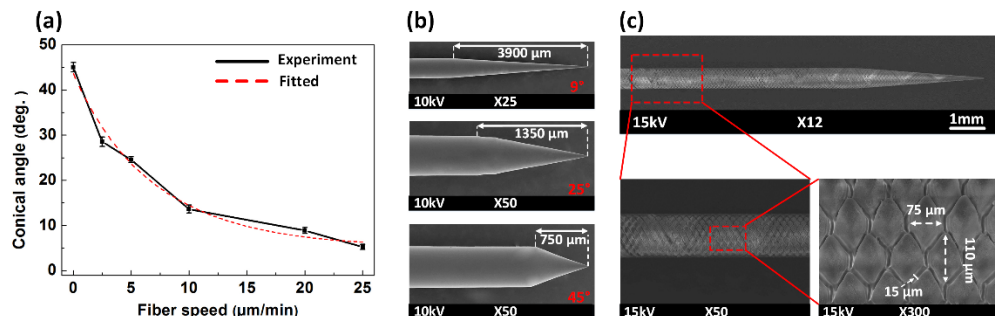 (a)
50
40
30
20
10
0
Conical angle (deg.)
Experiment
Fitted
0
5
10
15
20
25
Fiber speed (μm/min)
(b)
3900 μm
9°
10kV X25
1350 μm
25°
10kV X50
750 μm
45°
10kV X50
(c)
15kV X12 1mm
15kV X50
75 μm
110 μm
15 μm
15kV X300